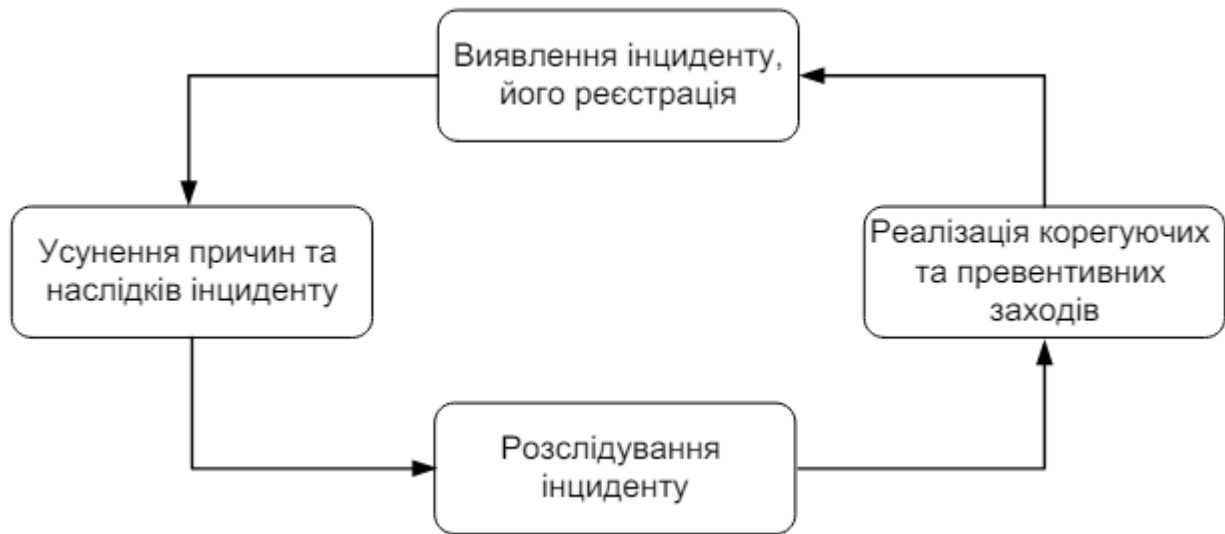 Виявлення інциденту,
його реєстрація
Усунення причин та
наслідків інциденту
Реалізація корегуючих
та превентивних
заходів
Розслідування
інциденту